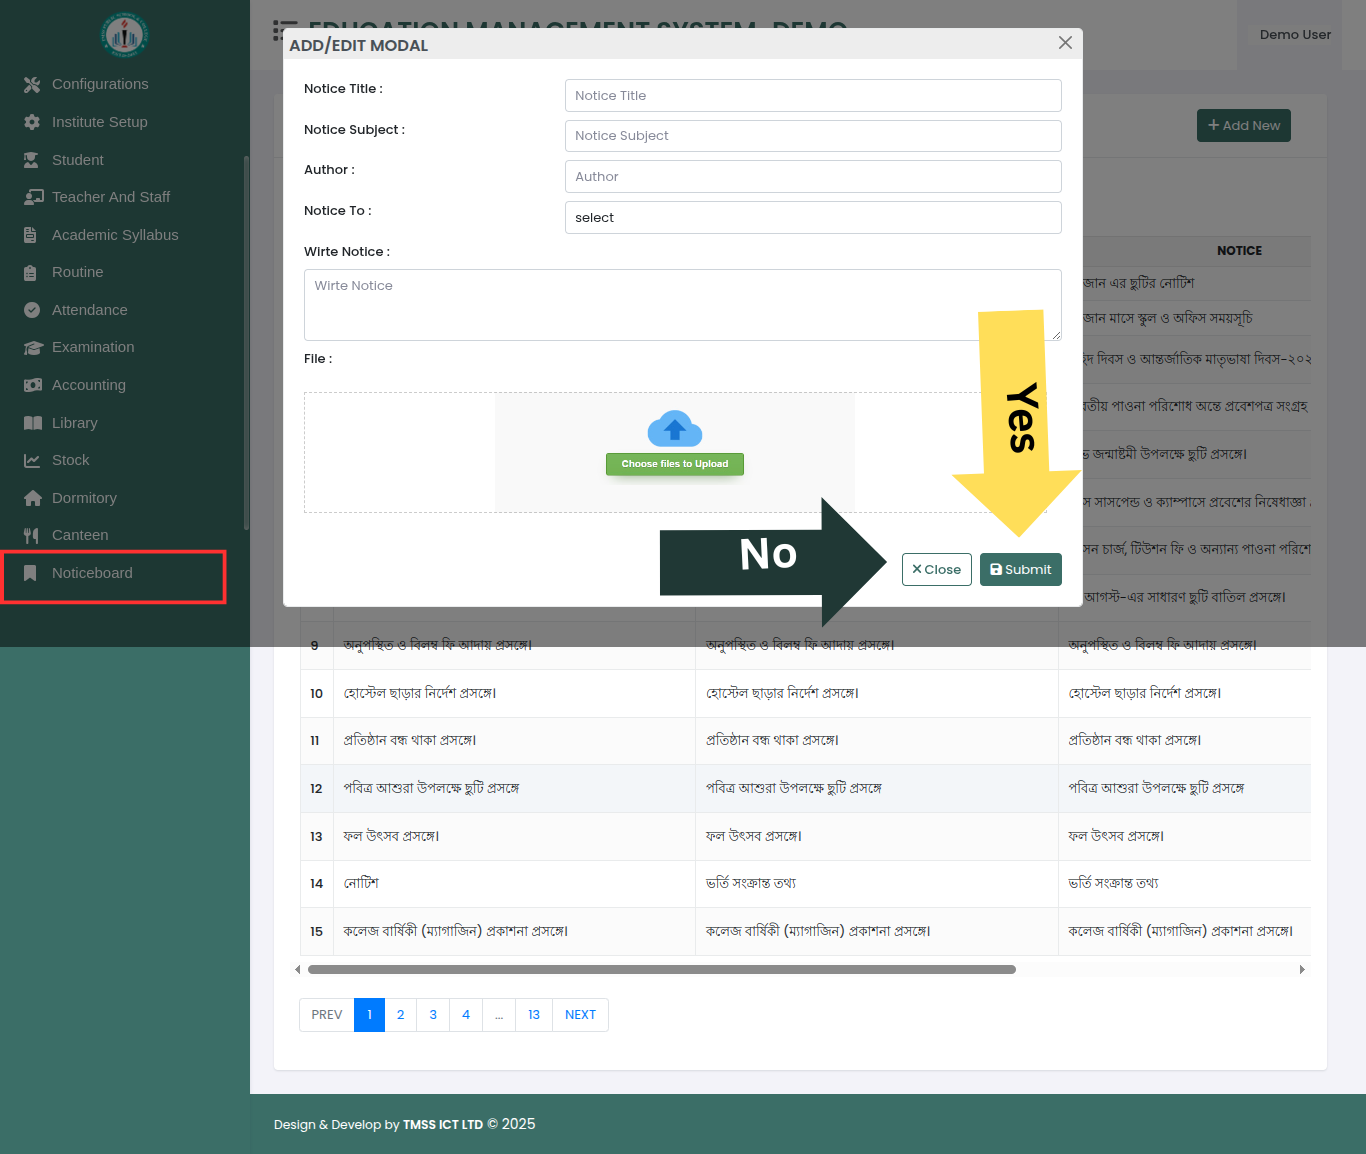 EDUCATION MANAGEMENT SYSTEM- DEMO
Demo User
Configurations
Institute Setup
Student
Teacher And Staff
Academic Syllabus
Routine
Attendance
Examination
Accounting
Library
Stock
Dormitory
Canteen
Noticeboard
ADD/EDIT MODAL
Notice Title :
Notice Title
Notice Subject :
Notice Subject
Author :
Author
Notice To :
select
Wirte Notice :
Wirte Notice
File :
Choose files to Upload
Yes
No
Close
Submit
Add New
NOTICE
এর ছুটির নোটিশ
মাসে স্কুল ও অফিস সময়সূচি
দিবস ও আন্তর্জাতিক মাতৃভাষা দিবস-২০২
পাওনা পরিশোধ অন্তে প্রবেশপত্র সংগ্রহ
জন্মাষ্টমী উপলক্ষে ছুটি প্রসঙ্গে।
সাসপেন্ড ও ক্যাম্পাসে প্রবেশের নিষেধাজ্ঞা
চার্জ, টিউশন ফি ও অন্যান্য পাওনা
আগস্ট-এর সাধারণ ছুটি বাতিল প্রসঙ্গে।
9 অনুপস্থিত ও বিলম্ব ফি আদায় প্রসঙ্গে। অনুপস্থিত ও বিলম্ব ফি আদায় প্রসঙ্গে। অনুপস্থিত ও বিলম্ব ফি আদায় প্রসঙ্গে।
10 হোস্টেল ছাড়ার নির্দেশ প্রসঙ্গে। হোস্টেল ছাড়ার নির্দেশ প্রসঙ্গে। হোস্টেল ছাড়ার নির্দেশ প্রসঙ্গে।
11 প্রতিষ্ঠান বন্ধ থাকা প্রসঙ্গে। প্রতিষ্ঠান বন্ধ থাকা প্রসঙ্গে। প্রতিষ্ঠান বন্ধ থাকা প্রসঙ্গে।
12 পবিত্র আশুরা উপলক্ষে ছুটি প্রসঙ্গে পবিত্র আশুরা উপলক্ষে ছুটি প্রসঙ্গে পবিত্র আশুরা উপলক্ষে ছুটি প্রসঙ্গে
13 ফল উৎসব প্রসঙ্গে। ফল উৎসব প্রসঙ্গে। ফল উৎসব প্রসঙ্গে।
14 নোটিশ ভর্তি সংক্রান্ত তথ্য ভর্তি সংক্রান্ত তথ্য
15 কলেজ বার্ষিকী (ম্যাগাজিন) প্রকাশনা প্রসঙ্গে। কলেজ বার্ষিকী (ম্যাগাজিন) প্রকাশনা প্রসঙ্গে। কলেজ বার্ষিকী (ম্যাগাজিন) প্রকাশনা প্রসঙ্গে।
PREV 1 2 3 4 ... 13 NEXT
Design & Develop by TMSS ICT LTD © 2025